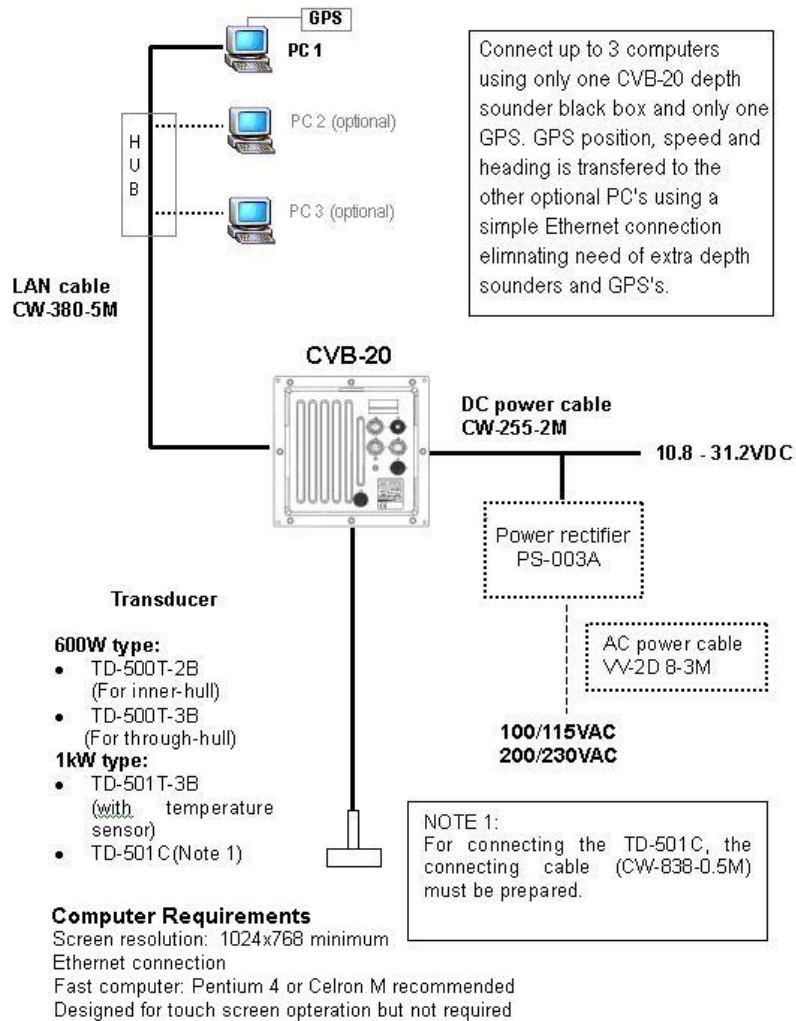 GPS
PC 1
PC 2 (optional)
PC 3 (optional)
H
U
B
Connect up to 3 computers
using only one CVB-20 depth
sounder black box and only one
GPS. GPS position, speed and
heading is transfered to the
other optional PC's using a
simple Ethernet connection
elimnating need of extra depth
sounders and GPS's.
LAN cable
CW-380-5M
CVB-20
DC power cable
CW-255-2M
10.8 - 31.2VDC
Power rectifier
PS-003A
AC power cable
VV-2D 8-3M
100/115VAC
200/230VAC
Transducer
600W type:
• TD-500T-2B
(For inner-hull)
• TD-500T-3B
(For through-hull)
1kW type:
• TD-501T-3B
(with temperature
sensor)
• TD-501C(Note 1)
NOTE 1:
For connecting the TD-501C, the
connecting cable (CW-838-0.5M)
must be prepared.
Computer Requirements
Screen resolution: 1024x768 minimum
Ethernet connection
Fast computer: Pentium 4 or Celron M recommended
Designed for touch screen opteration but not required